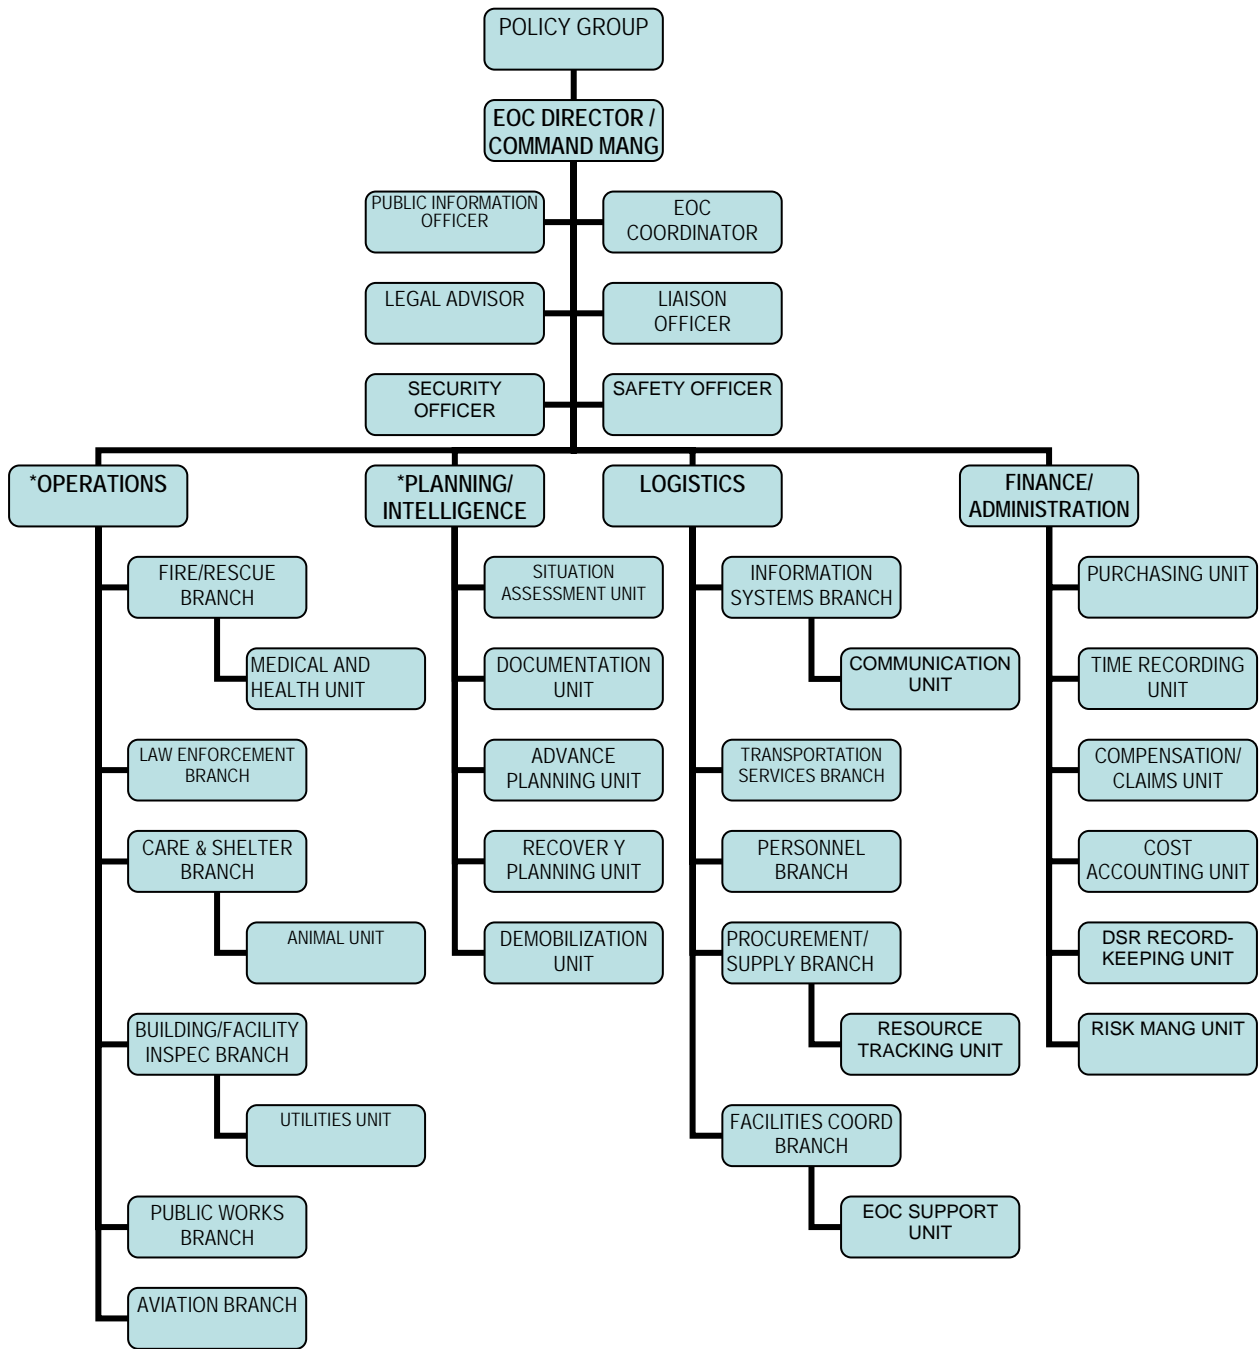 POLICY GROUP
EOC DIRECTOR /
COMMAND MANG
PUBLIC INFORMATION
OFFICER
EOC
COORDINATOR
LEGAL ADVISOR
LIAISON
OFFICER
SECURITY
OFFICER
SAFETY OFFICER
*OPERATIONS
*PLANNING/
INTELLIGENCE
LOGISTICS
FINANCE/
ADMINISTRATION
FIRE/RESCUE
BRANCH
MEDICAL AND
HEALTH UNIT
LAW ENFORCEMENT
BRANCH
CARE & SHELTER
BRANCH
ANIMAL UNIT
BUILDING/FACILITY
INSPEC BRANCH
UTILITIES UNIT
PUBLIC WORKS
BRANCH
AVIATION BRANCH
SITUATION
ASSESSMENT UNIT
DOCUMENTATION
UNIT
ADVANCE
PLANNING UNIT
RECOVER Y
PLANNING UNIT
DEMOBILIZATION
UNIT
INFORMATION
SYSTEMS BRANCH
COMMUNICATION
UNIT
TRANSPORTATION
SERVICES BRANCH
PERSONNEL
BRANCH
PROCUREMENT/
SUPPLY BRANCH
RESOURCE
TRACKING UNIT
FACILITIES COORD
BRANCH
EOC SUPPORT
UNIT
PURCHASING UNIT
TIME RECORDING
UNIT
COMPENSATION/
CLAIMS UNIT
COST
ACCOUNTING UNIT
DSR RECORD-
KEEPING UNIT
RISK MANG UNIT